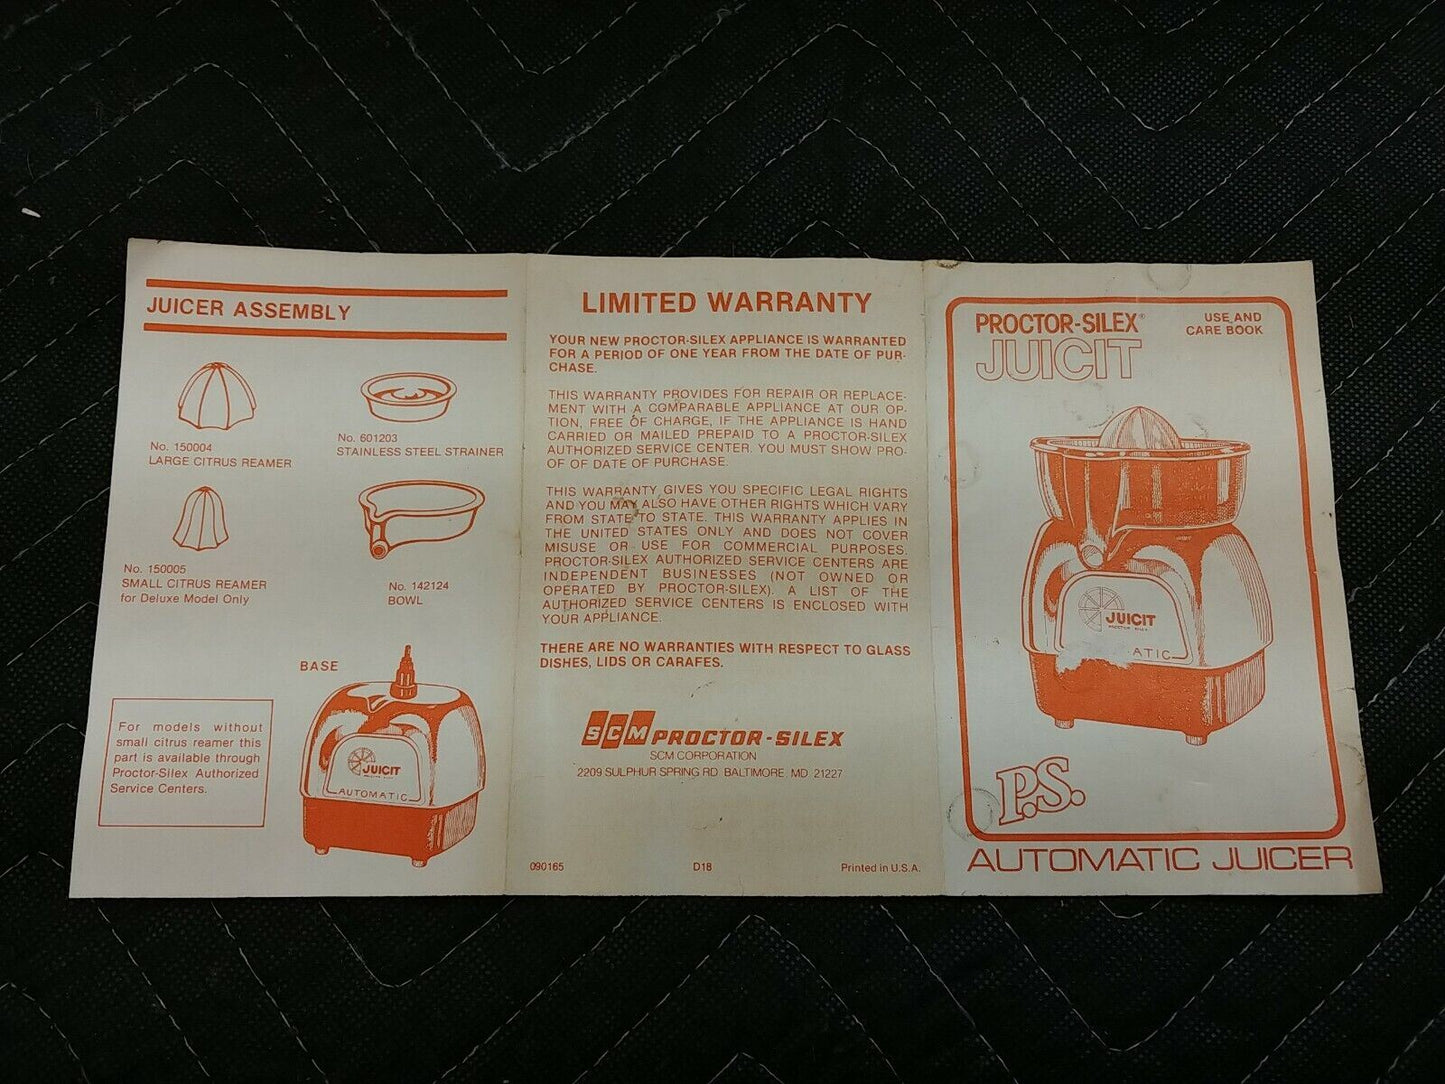 JUICER ASSEMBLY
No. 150004
LARGE CITRUS REAMER
No. 601203
STAINLESS STEEL STRAINER
No. 150005
SMALL CITRUS REAMER
for Deluxe Model Only
No. 142124
BOWL
BASE
For models without
small citrus reamer this
part is available through
Proctor-Silex Authorized
Service Centers.
JUICIT
AUTOMATIC
LIMITED WARRANTY
YOUR NEW PROCTOR-SILEX APPLIANCE IS WARRANTED
FOR A PERIOD OF ONE YEAR FROM THE DATE OF PUR-
CHASE.
THIS WARRANTY PROVIDES FOR REPAIR OR REPLACE-
MENT WITH A COMPARABLE APPLIANCE AT OUR OP-
TION, FREE OF CHARGE, IF THE APPLIANCE IS HAND
CARRIED OR MAILED PREPAID TO A PROCTOR-SILEX
AUTHORIZED SERVICE CENTER. YOU MUST SHOW PRO-
OF OF DATE OF PURCHASE.
THIS WARRANTY GIVES YOU SPECIFIC LEGAL RIGHTS
AND YOU MAY ALSO HAVE OTHER RIGHTS WHICH VARY
FROM STATE TO STATE. THIS WARRANTY APPLIES IN
THE UNITED STATES ONLY AND DOES NOT COVER
MISUSE OR USE FOR COMMERCIAL PURPOSES.
PROCTOR-SILEX AUTHORIZED SERVICE CENTERS ARE
INDEPENDENT BUSINESSES (NOT OWNED OR
OPERATED BY PROCTOR-SILEX). A LIST OF THE
AUTHORIZED SERVICE CENTERS IS ENCLOSED WITH
YOUR APPLIANCE.
THERE ARE NO WARRANTIES WITH RESPECT TO GLASS
DISHES, LIDS OR CARAFES.
SCM PROCTOR-SILEX
SCM CORPORATION
2209 SULPHUR SPRING RD. BALTIMORE, MD. 21227
090165 D18 Printed in U.S.A.
PROCTOR-SILEX®
JUICIT
USE AND
CARE BOOK
JUICIT
PROCTOR-SILEX
ATIC
P.S.
AUTOMATIC JUICER